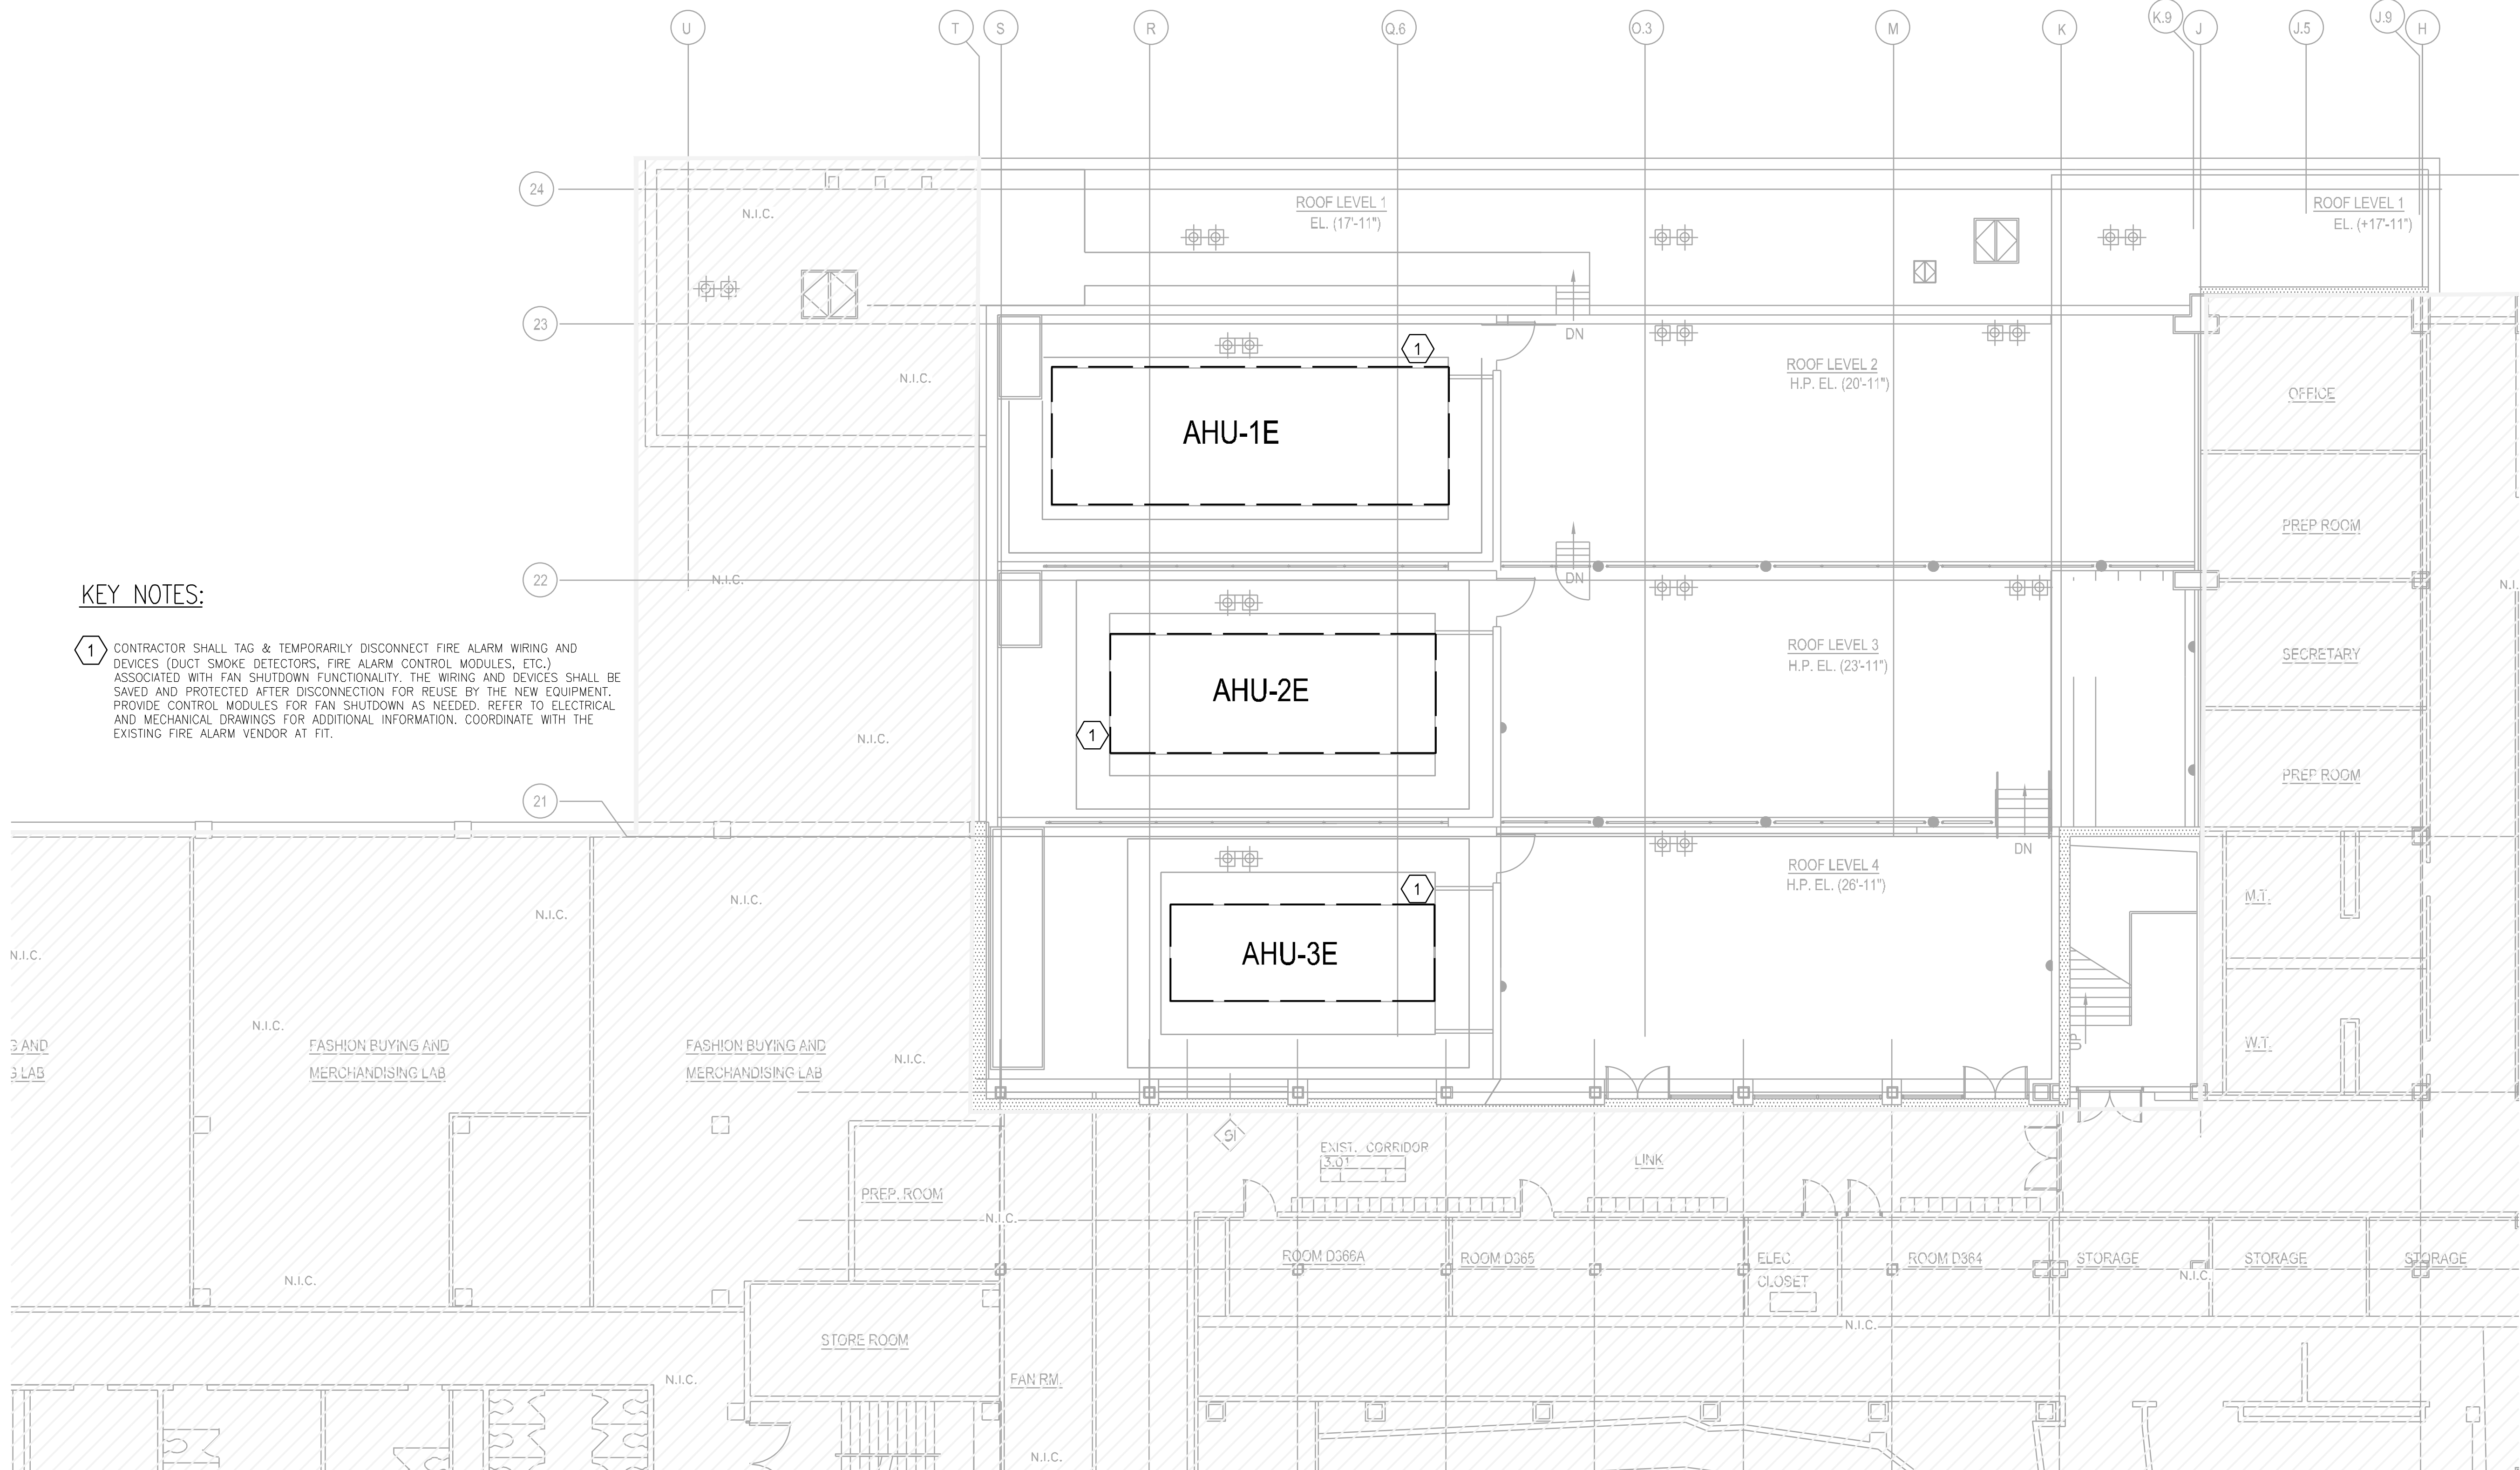 U
T
S
R
Q.6
O.3
M
K
K.9
J
J.5
J.9
H
24
N.I.C.
ROOF LEVEL 1
EL. (17'-11")
ROOF LEVEL 1
EL. (+17'-11")
23
DN
1
N.I.C.
ROOF LEVEL 2
H.P. EL. (20'-11")
OFFICE
AHU-1E
PREP ROOM
22
N.I.C.
DN
N.I.
KEY NOTES:
1
CONTRACTOR SHALL TAG & TEMPORARILY DISCONNECT FIRE ALARM WIRING AND
DEVICES (DUCT SMOKE DETECTORS, FIRE ALARM CONTROL MODULES, ETC.)
ASSOCIATED WITH FAN SHUTDOWN FUNCTIONALITY. THE WIRING AND DEVICES SHALL BE
SAVED AND PROTECTED AFTER DISCONNECTION FOR REUSE BY THE NEW EQUIPMENT.
PROVIDE CONTROL MODULES FOR FAN SHUTDOWN AS NEEDED. REFER TO ELECTRICAL
AND MECHANICAL DRAWINGS FOR ADDITIONAL INFORMATION. COORDINATE WITH THE
EXISTING FIRE ALARM VENDOR AT FIT.
ROOF LEVEL 3
H.P. EL. (23'-11")
SECRETARY
AHU-2E
1
N.I.C.
PREP ROOM
21
DN
ROOF LEVEL 4
H.P. EL. (26'-11")
1
N.I.C.
M.T.
N.I.C.
AHU-3E
N.I.C.
N.I.C.
UP
W.T.
G AND
G LAB
FASHION BUYING AND
MERCHANDISING LAB
FASHION BUYING AND
MERCHANDISING LAB
N.I.C.
SI
EXIST. CORRIDOR
3.01
LINK
PREP. ROOM
N.I.C.
ROOM D366A
ROOM D365
ELEC.
CLOSET
ROOM D364
STORAGE
STORAGE
STORAGE
N.I.C.
N.I.C.
N.I.C.
STORE ROOM
FAN RM.
N.I.C.
N.I.C.